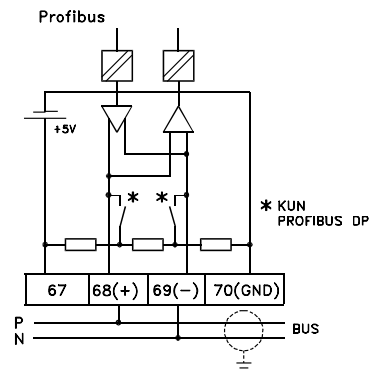 Profibus
+5V
* *
* KUN
PROFIBUS DP
67 68(+) 69(-) 70(GND)
P
N
BUS